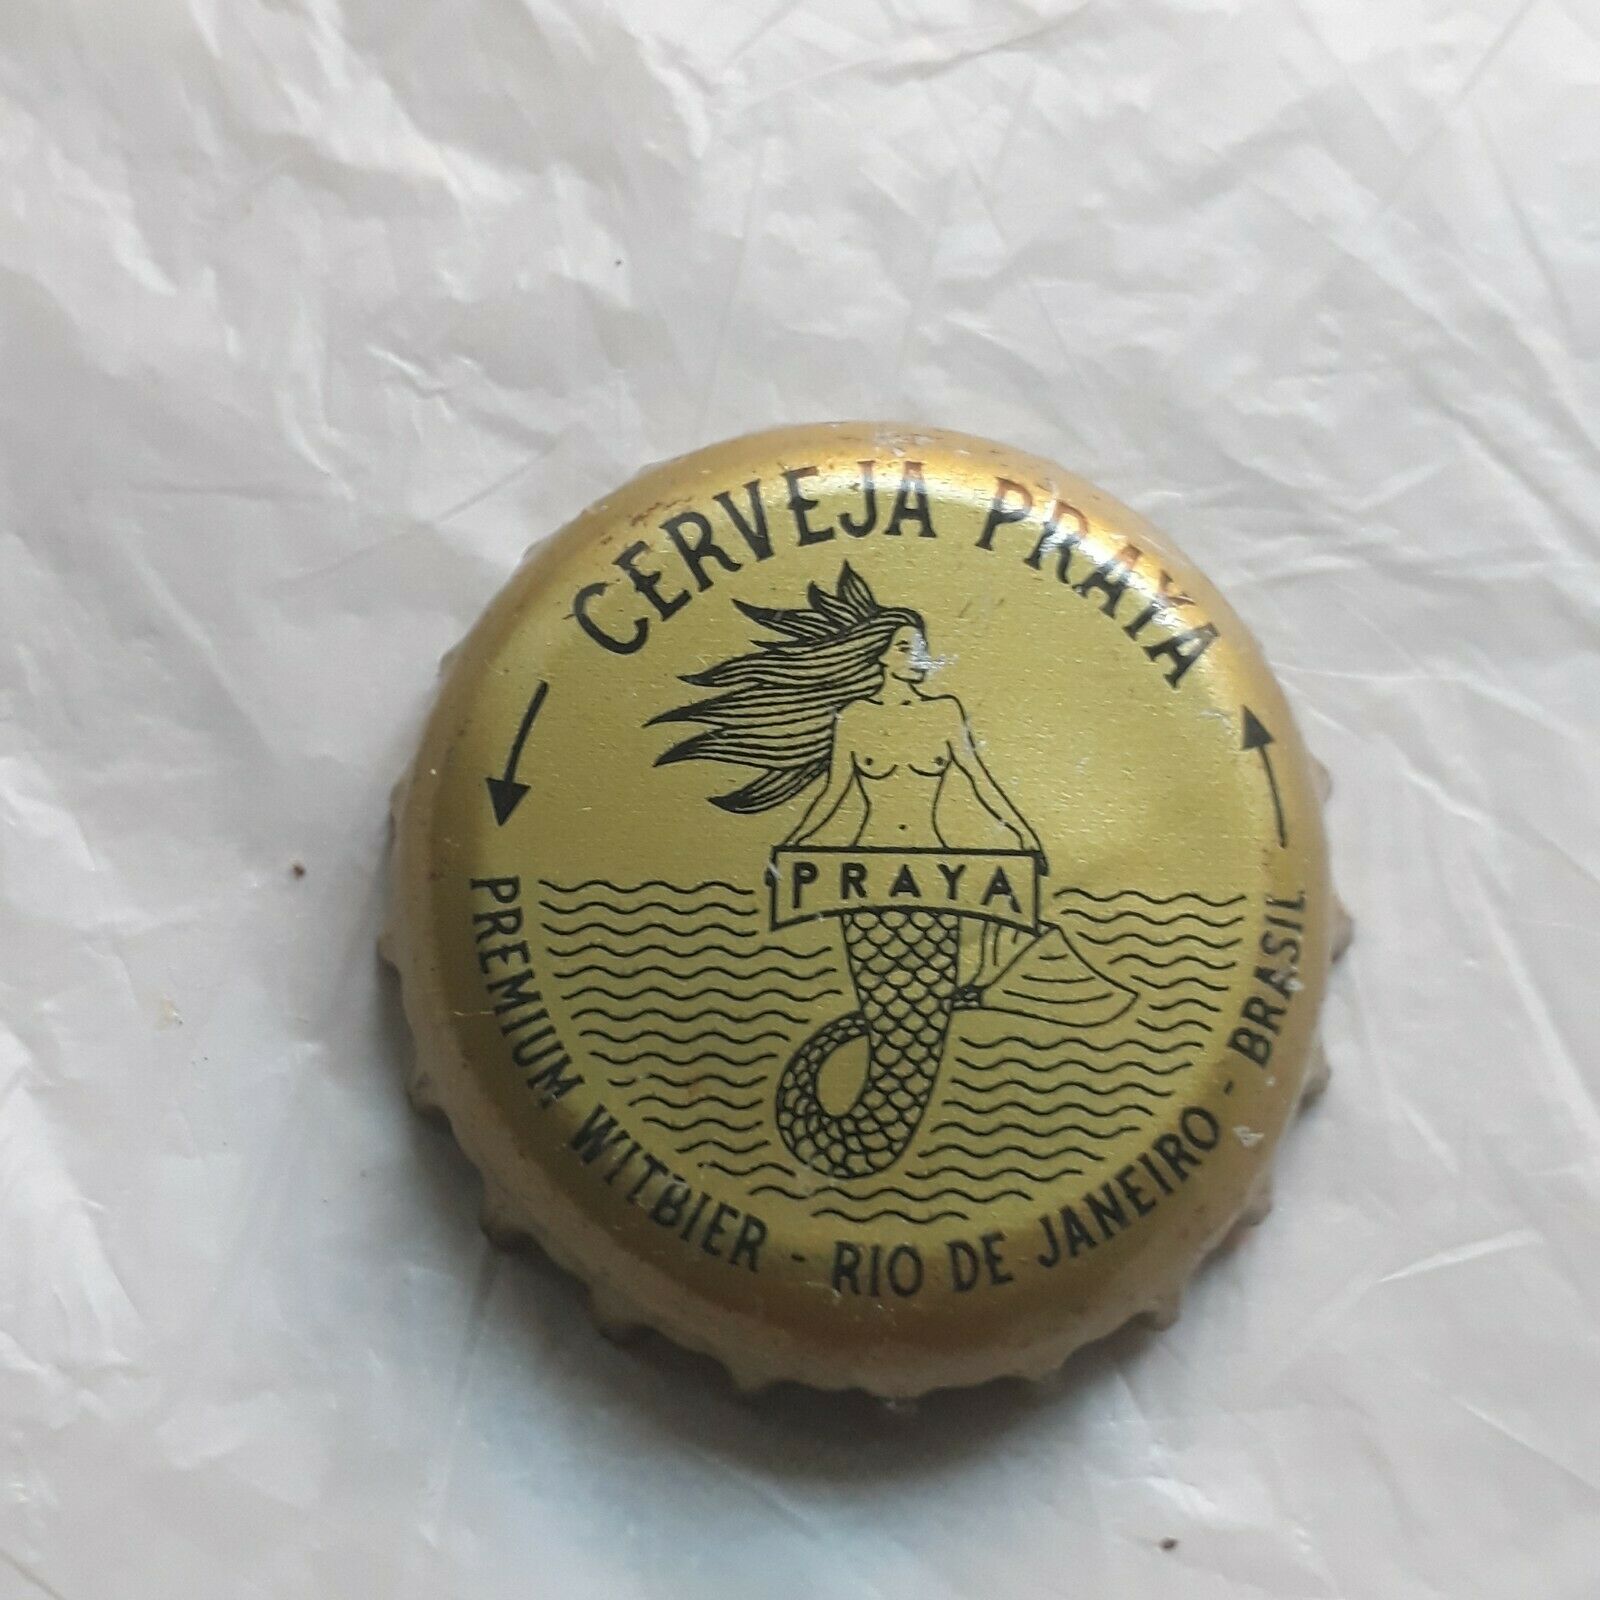 CERVEJA PRAYA
PRAYA
PREMIUM WITBIER - RIO DE JANEIRO - BRASIL